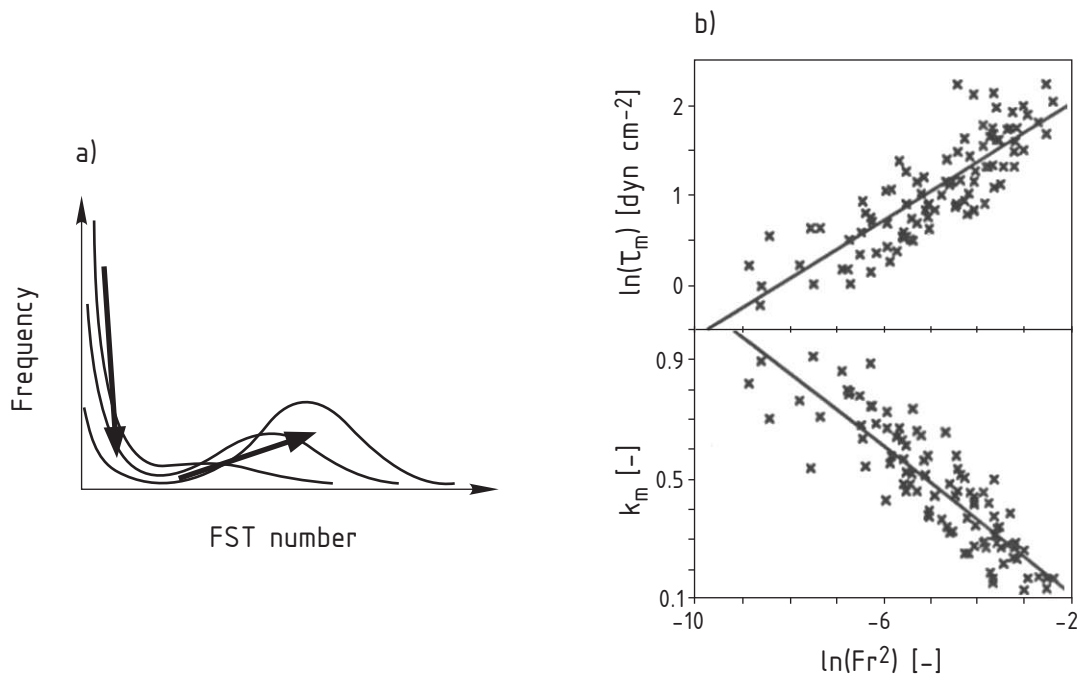 a)
Frequency
FST number
b)
ln(τm) [dyn cm⁻²]
2
1
0
km [–]
0.9
0.5
0.1
–10
–6
–2
ln(Fr²) [–]